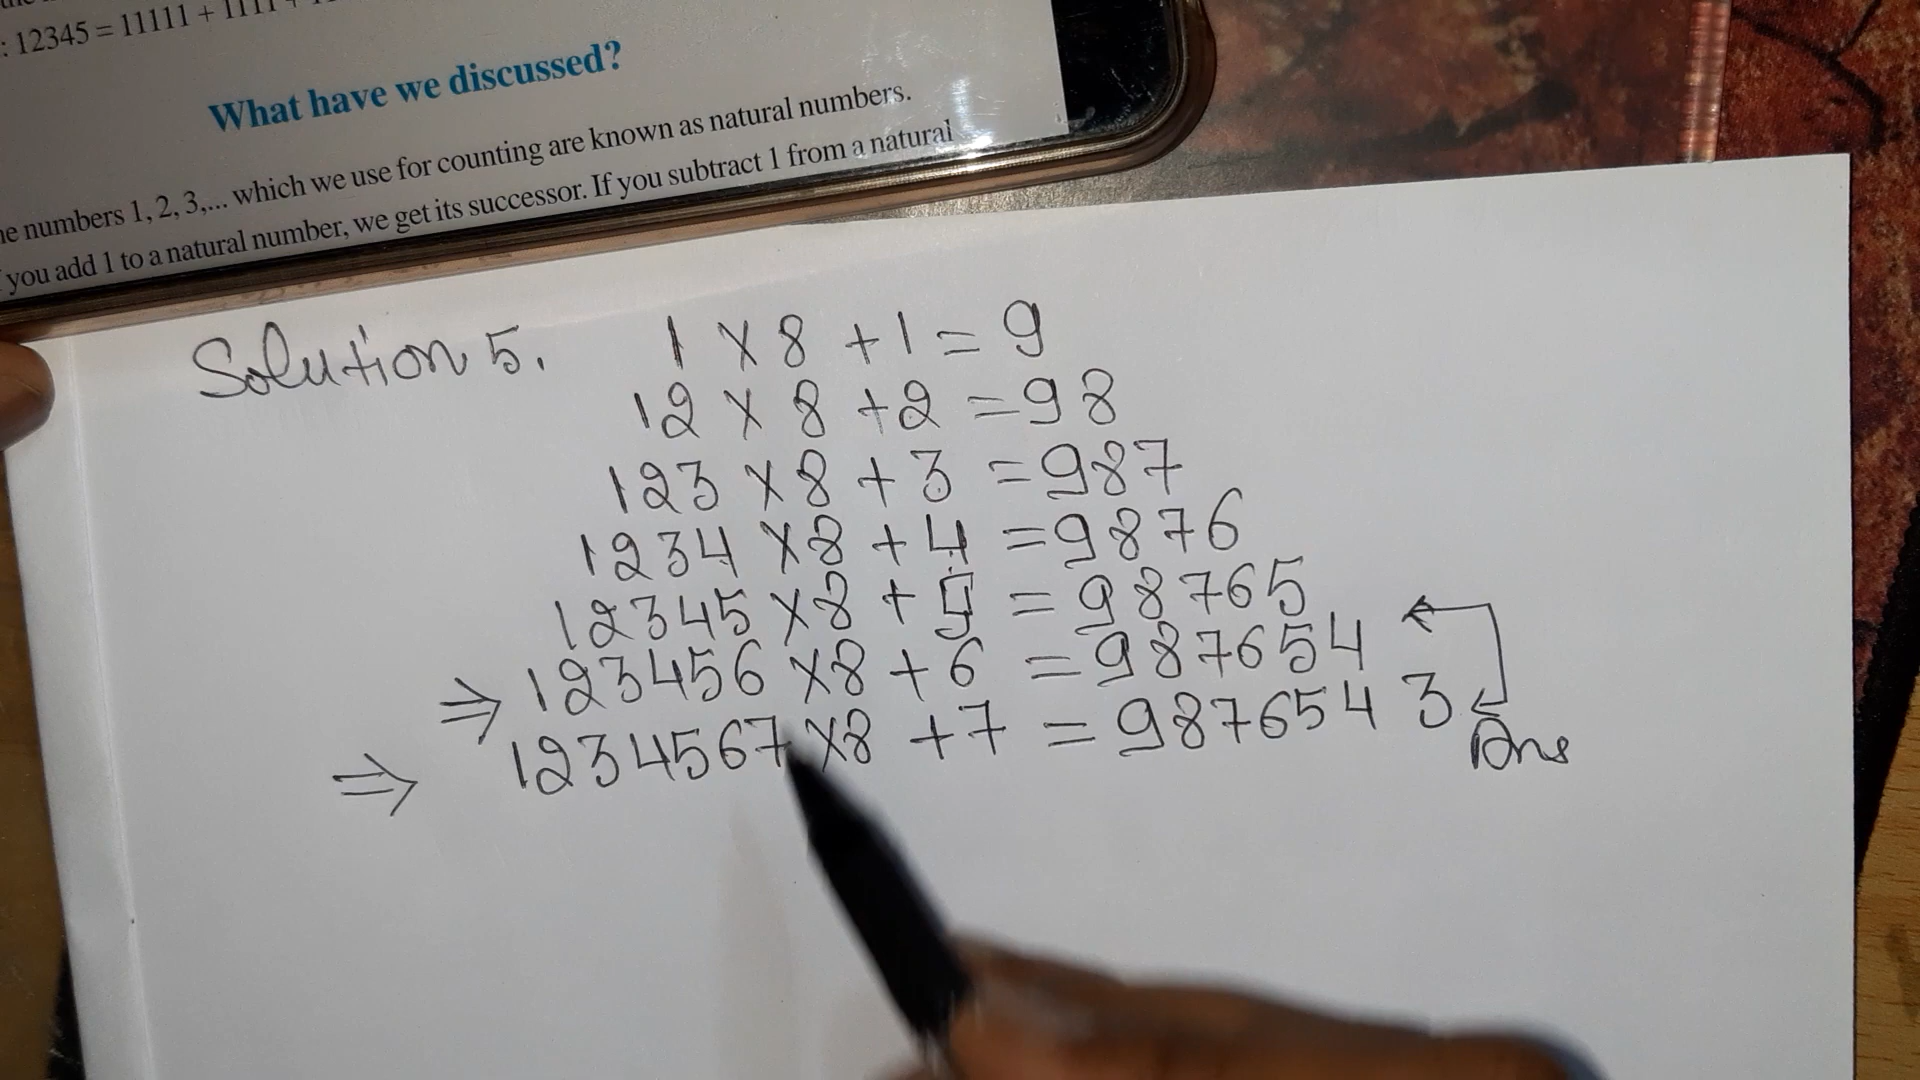 : 12345 = 11111 + 1111 +
What have we discussed?
numbers 1, 2, 3,... which we use for counting are known as natural numbers.
you add 1 to a natural number, we get its successor. If you subtract 1 from a natural
Solution 5. 1 × 8 + 1 = 9
12 × 8 + 2 = 98
123 × 8 + 3 = 987
1234 × 8 + 4 = 9876
12345 × 8 + 5 = 98765
⇒ 123456 × 8 + 6 = 987654
⇒ 1234567 × 8 + 7 = 9876543
Ans